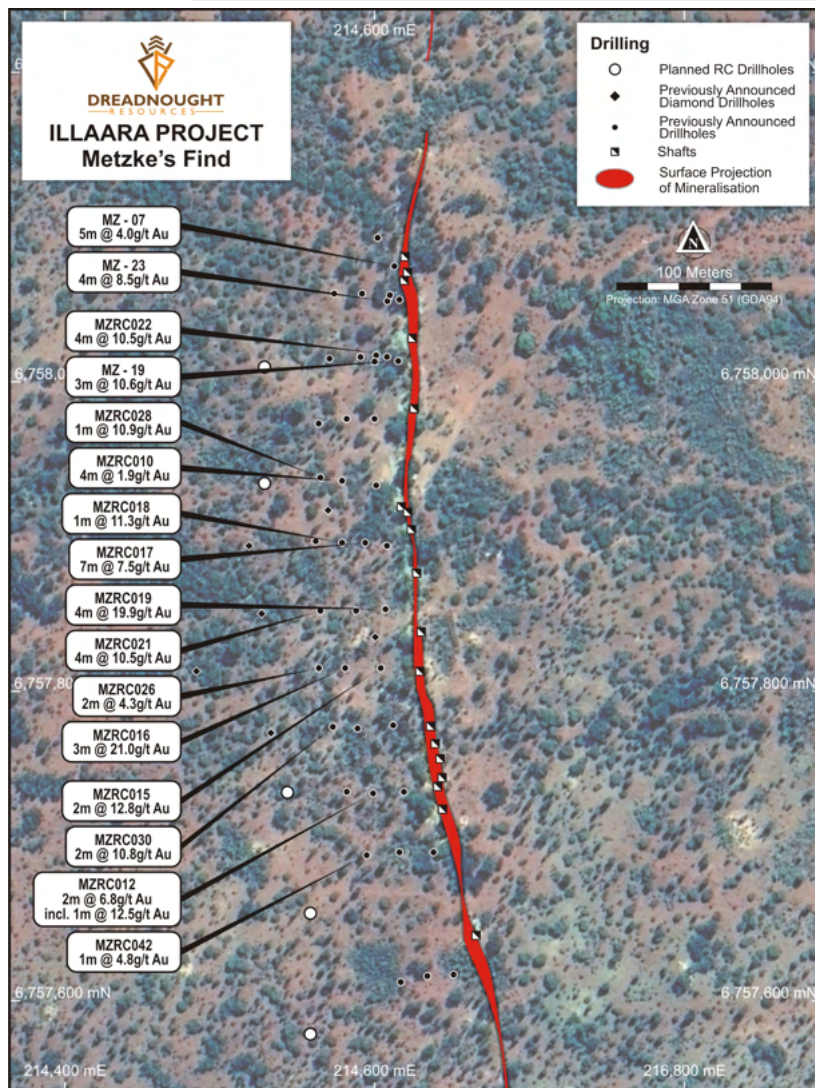 214,600 mE
DREADNOUGHT
RESOURCES
ILLAARA PROJECT
Metzke's Find
Drilling
Planned RC Drillholes
Previously Announced
Diamond Drillholes
Previously Announced
Drillholes
Shafts
Surface Projection
of Mineralisation
N
100 Meters
Projection: MGA Zone 51 (GDA94)
MZ - 07
5m @ 4.0g/t Au
MZ - 23
4m @ 8.5g/t Au
MZRC022
4m @ 10.5g/t Au
MZ - 19
3m @ 10.6g/t Au
6,758,000 mN
6,758,000 mN
MZRC028
1m @ 10.9g/t Au
MZRC010
4m @ 1.9g/t Au
MZRC018
1m @ 11.3g/t Au
MZRC017
7m @ 7.5g/t Au
MZRC019
4m @ 19.9g/t Au
MZRC021
4m @ 10.5g/t Au
MZRC026
2m @ 4.3g/t Au
6,757,800 mN
MZRC016
3m @ 21.0g/t Au
MZRC015
2m @ 12.8g/t Au
MZRC030
2m @ 10.8g/t Au
MZRC012
2m @ 6.8g/t Au
incl. 1m @ 12.5g/t Au
MZRC042
1m @ 4.8g/t Au
6,757,600 mN
6,757,600 mN
214,400 mE
214,600 mE
216,800 mE